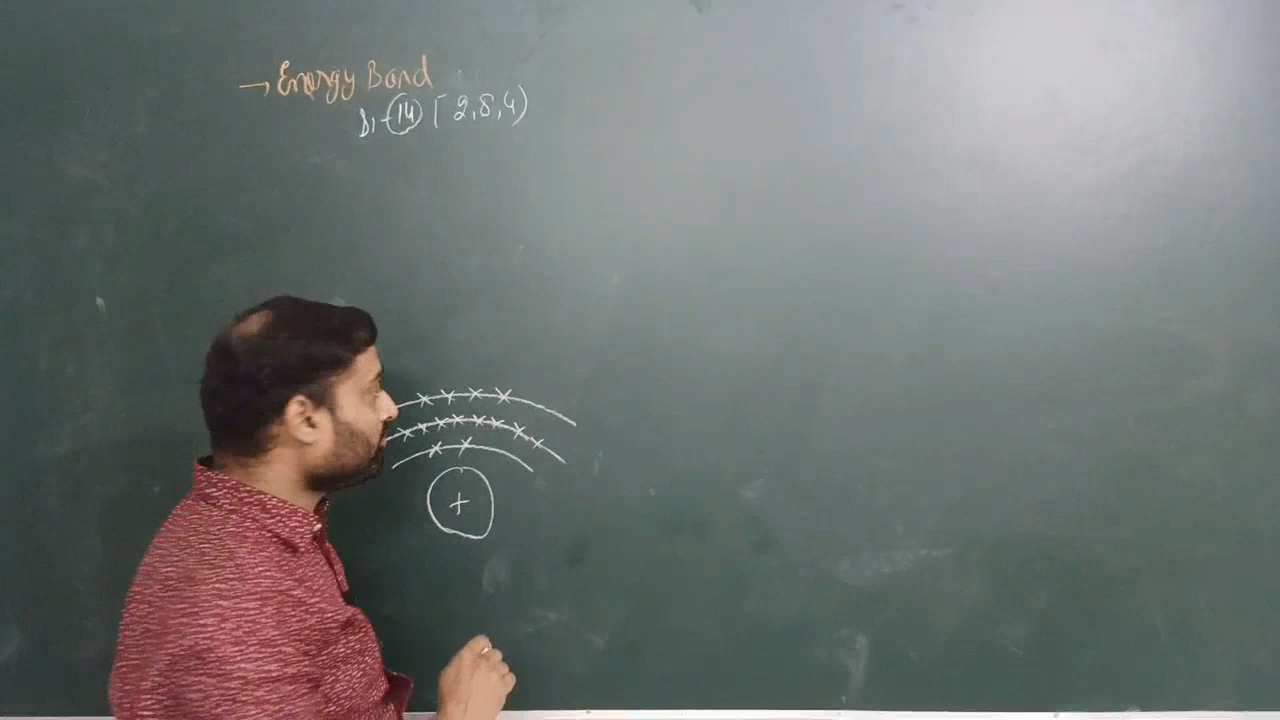 → Energy Band
Si - 14 [ 2,8,4)
+